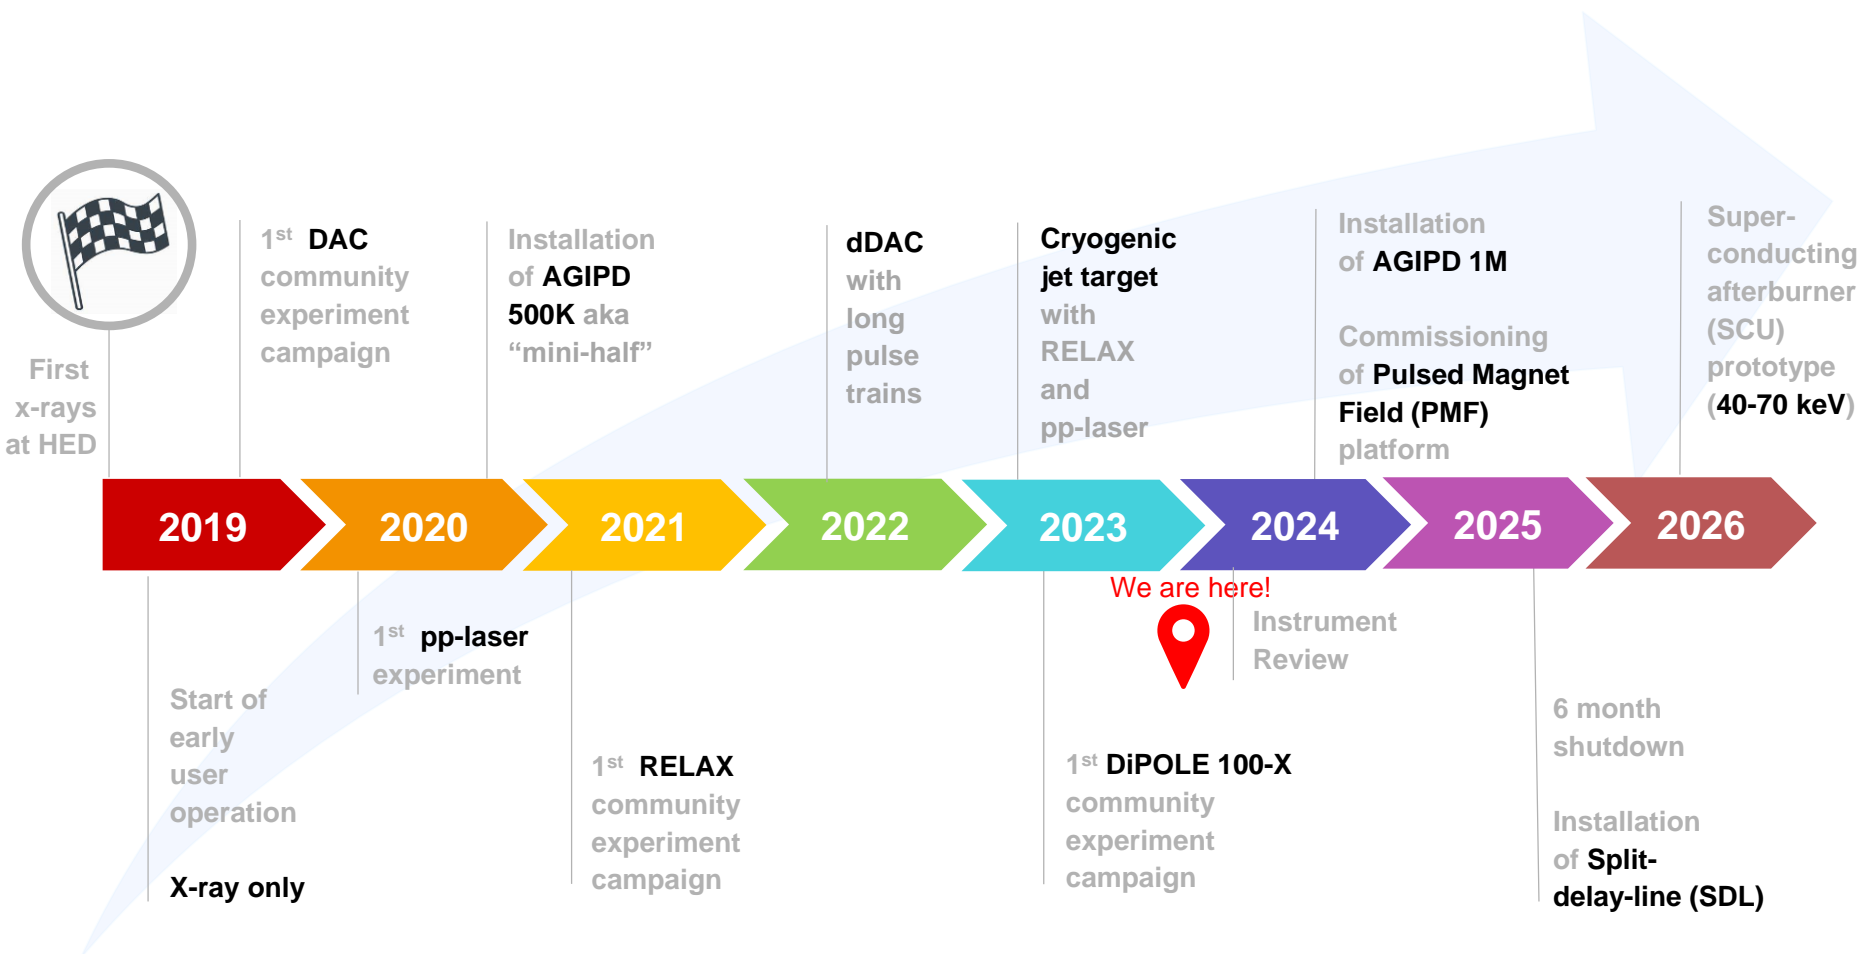 First
x-rays
at HED
1st DAC
community
experiment
campaign
Installation
of AGIPD
500K aka
“mini-half”
dDAC
with
long
pulse
trains
Cryogenic
jet target
with
RELAX
and
pp-laser
Installation
of AGIPD 1M
Commissioning
of Pulsed Magnet
Field (PMF)
platform
Super-
conducting
afterburner
(SCU)
prototype
(40-70 keV)
2019
2020
2021
2022
2023
2024
2025
2026
We are here!
Start of
early
user
operation
X-ray only
1st pp-laser
experiment
1st RELAX
community
experiment
campaign
1st DiPOLE 100-X
community
experiment
campaign
Instrument
Review
6 month
shutdown
Installation
of Split-
delay-line (SDL)